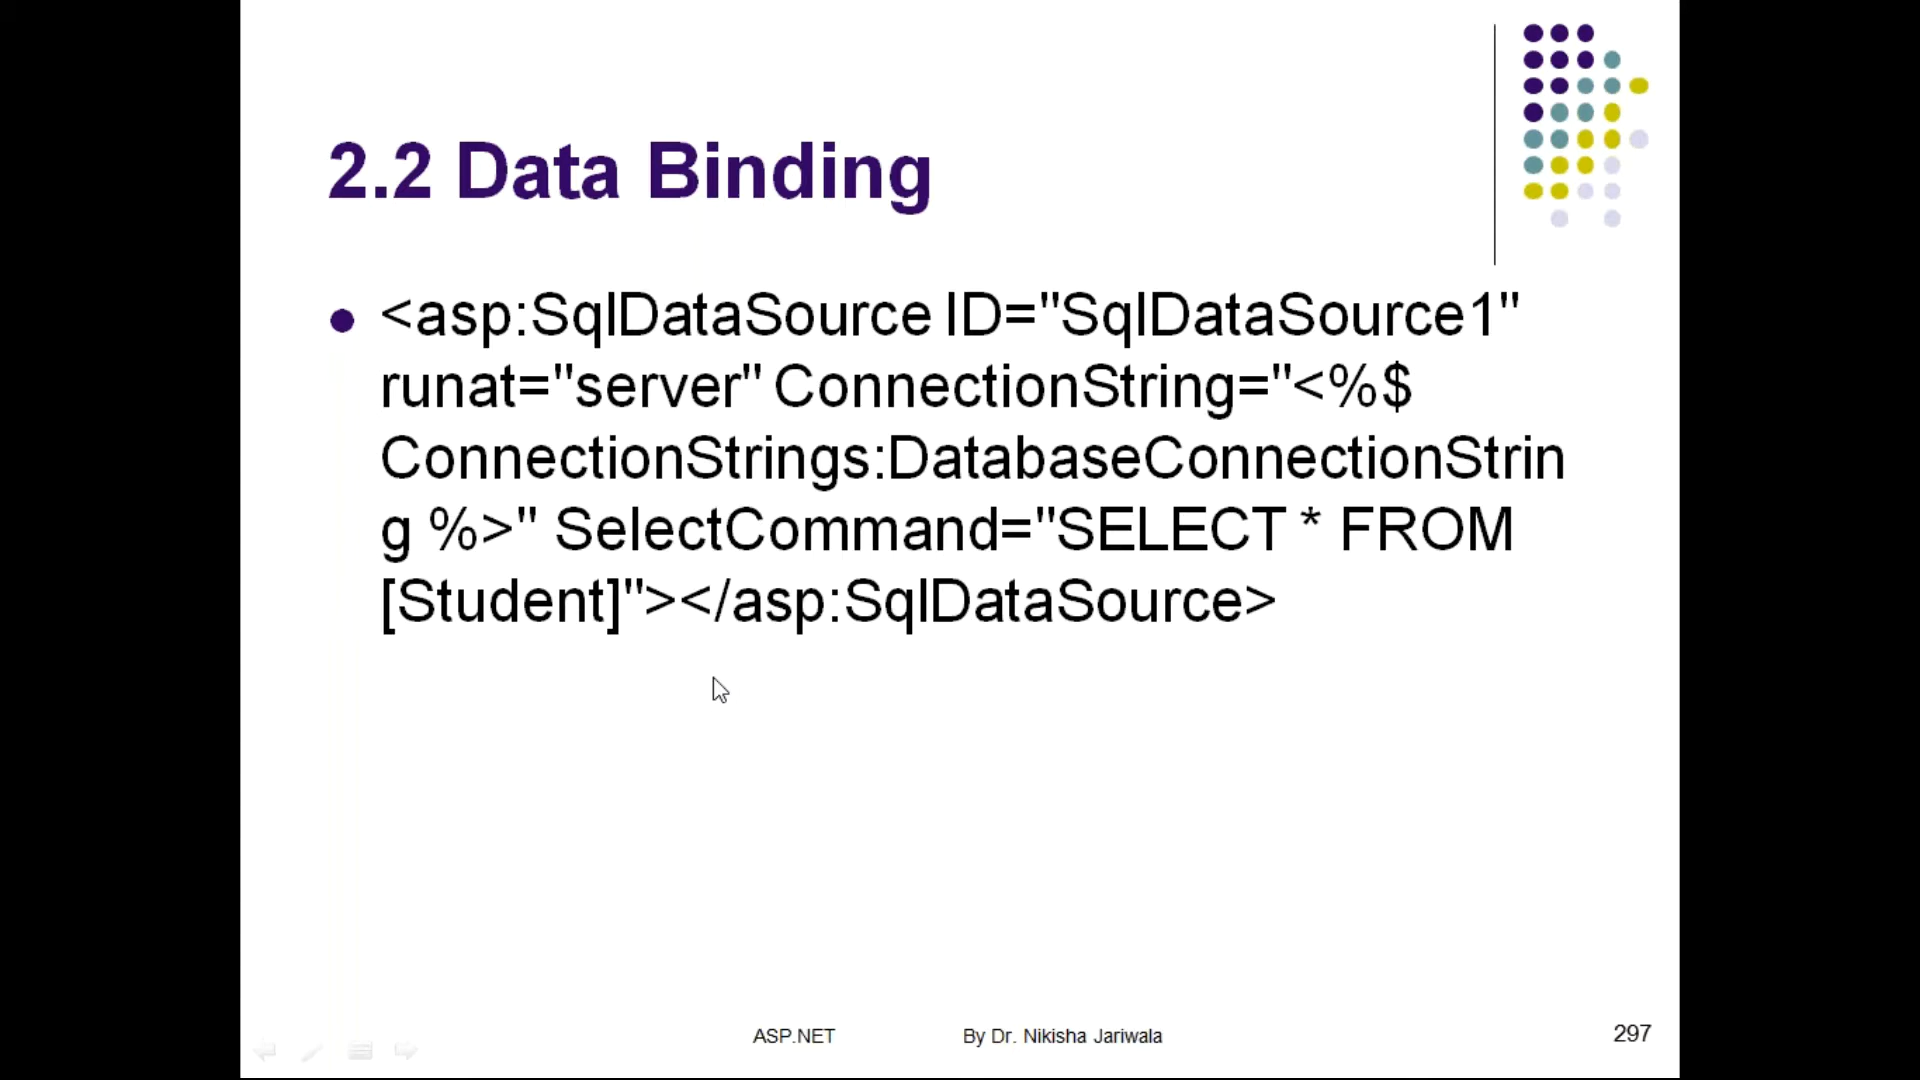 2.2 Data Binding
<asp:SqlDataSource ID="SqlDataSource1"
runat="server" ConnectionString="<%$
ConnectionStrings:DatabaseConnectionStrin
g %>" SelectCommand="SELECT * FROM
[Student]"></asp:SqlDataSource>
ASP.NET By Dr. Nikisha Jariwala 297